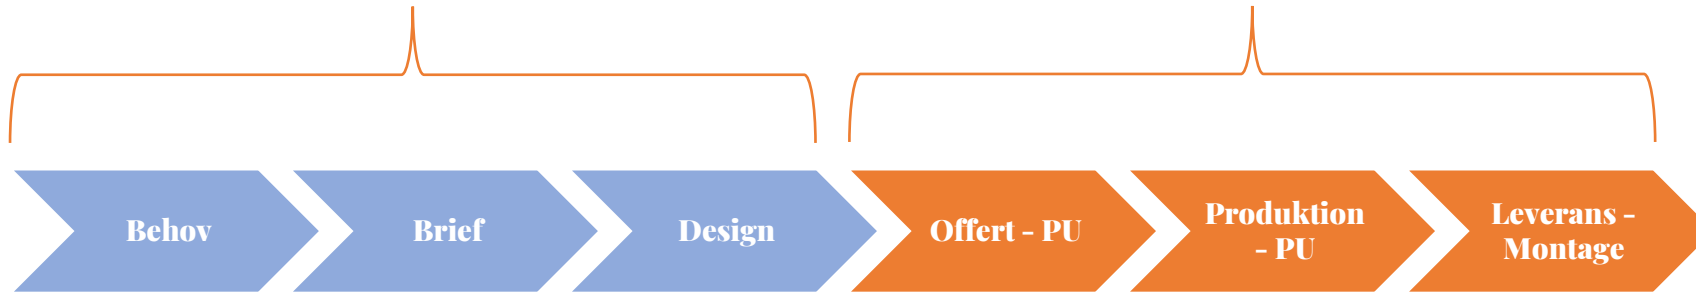 Behov
Brief
Design
Offert - PU
Produktion
- PU
Leverans -
Montage